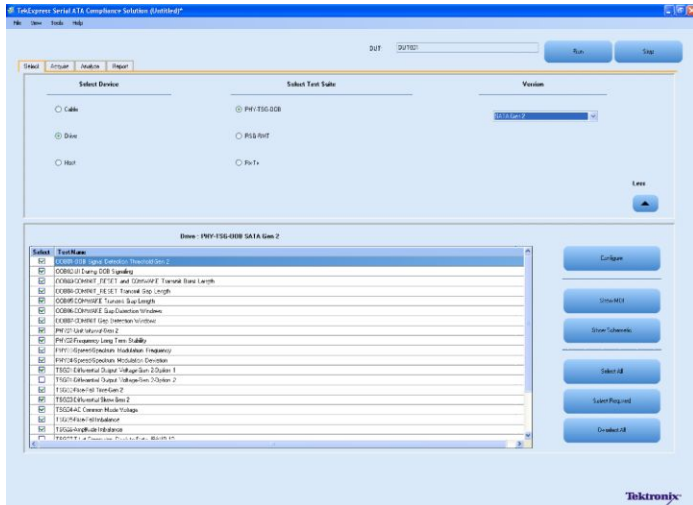 TekExpress Serial ATA Compliance Solution (Untitled)*
File View Tools Help
DUT DUT001
Run Stop
Select Acquire Analyze Report
Select Device Select Test Suite Version
Cable PHY-TSG-OOB
SATA Gen 2
Drive RSG-RMT
Host Rx-Tx
Less
Drive : PHY-TSG-OOB SATA Gen 2
Select TestName
OOB01-OOB Signal Detection Threshold-Gen 2
Configure
OOB02-UI During OOB Signaling
OOB03-COMINIT_RESET and COMWAKE Transmit Burst Length
OOB04-COMINIT_RESET Transmit Gap Length
OOB05-COMWAKE Transmit Gap Length
Show MOI
OOB06-COMWAKE Gap Detection Windows
OOB07-COMINIT Gap Detection Windows
PHY01-Unit Interval-Gen 2
Show Schematic
PHY02-Frequency Long Term Stability
PHY03-Spread-Spectrum Modulation Frequency
PHY04-Spread-Spectrum Modulation Deviation
TSG01-Differential Output Voltage-Gen 2-Option 1
Select All
TSG01-Differential Output Voltage-Gen 2-Option 2
TSG02-Rise-Fall Time-Gen 2
TSG03-Differential Skew-Gen 2
Select Required
TSG04-AC Common Mode Voltage
TSG05-Rise-Fall Imbalance
TSG06-Amplitude Imbalance
Deselect All
Tektronix